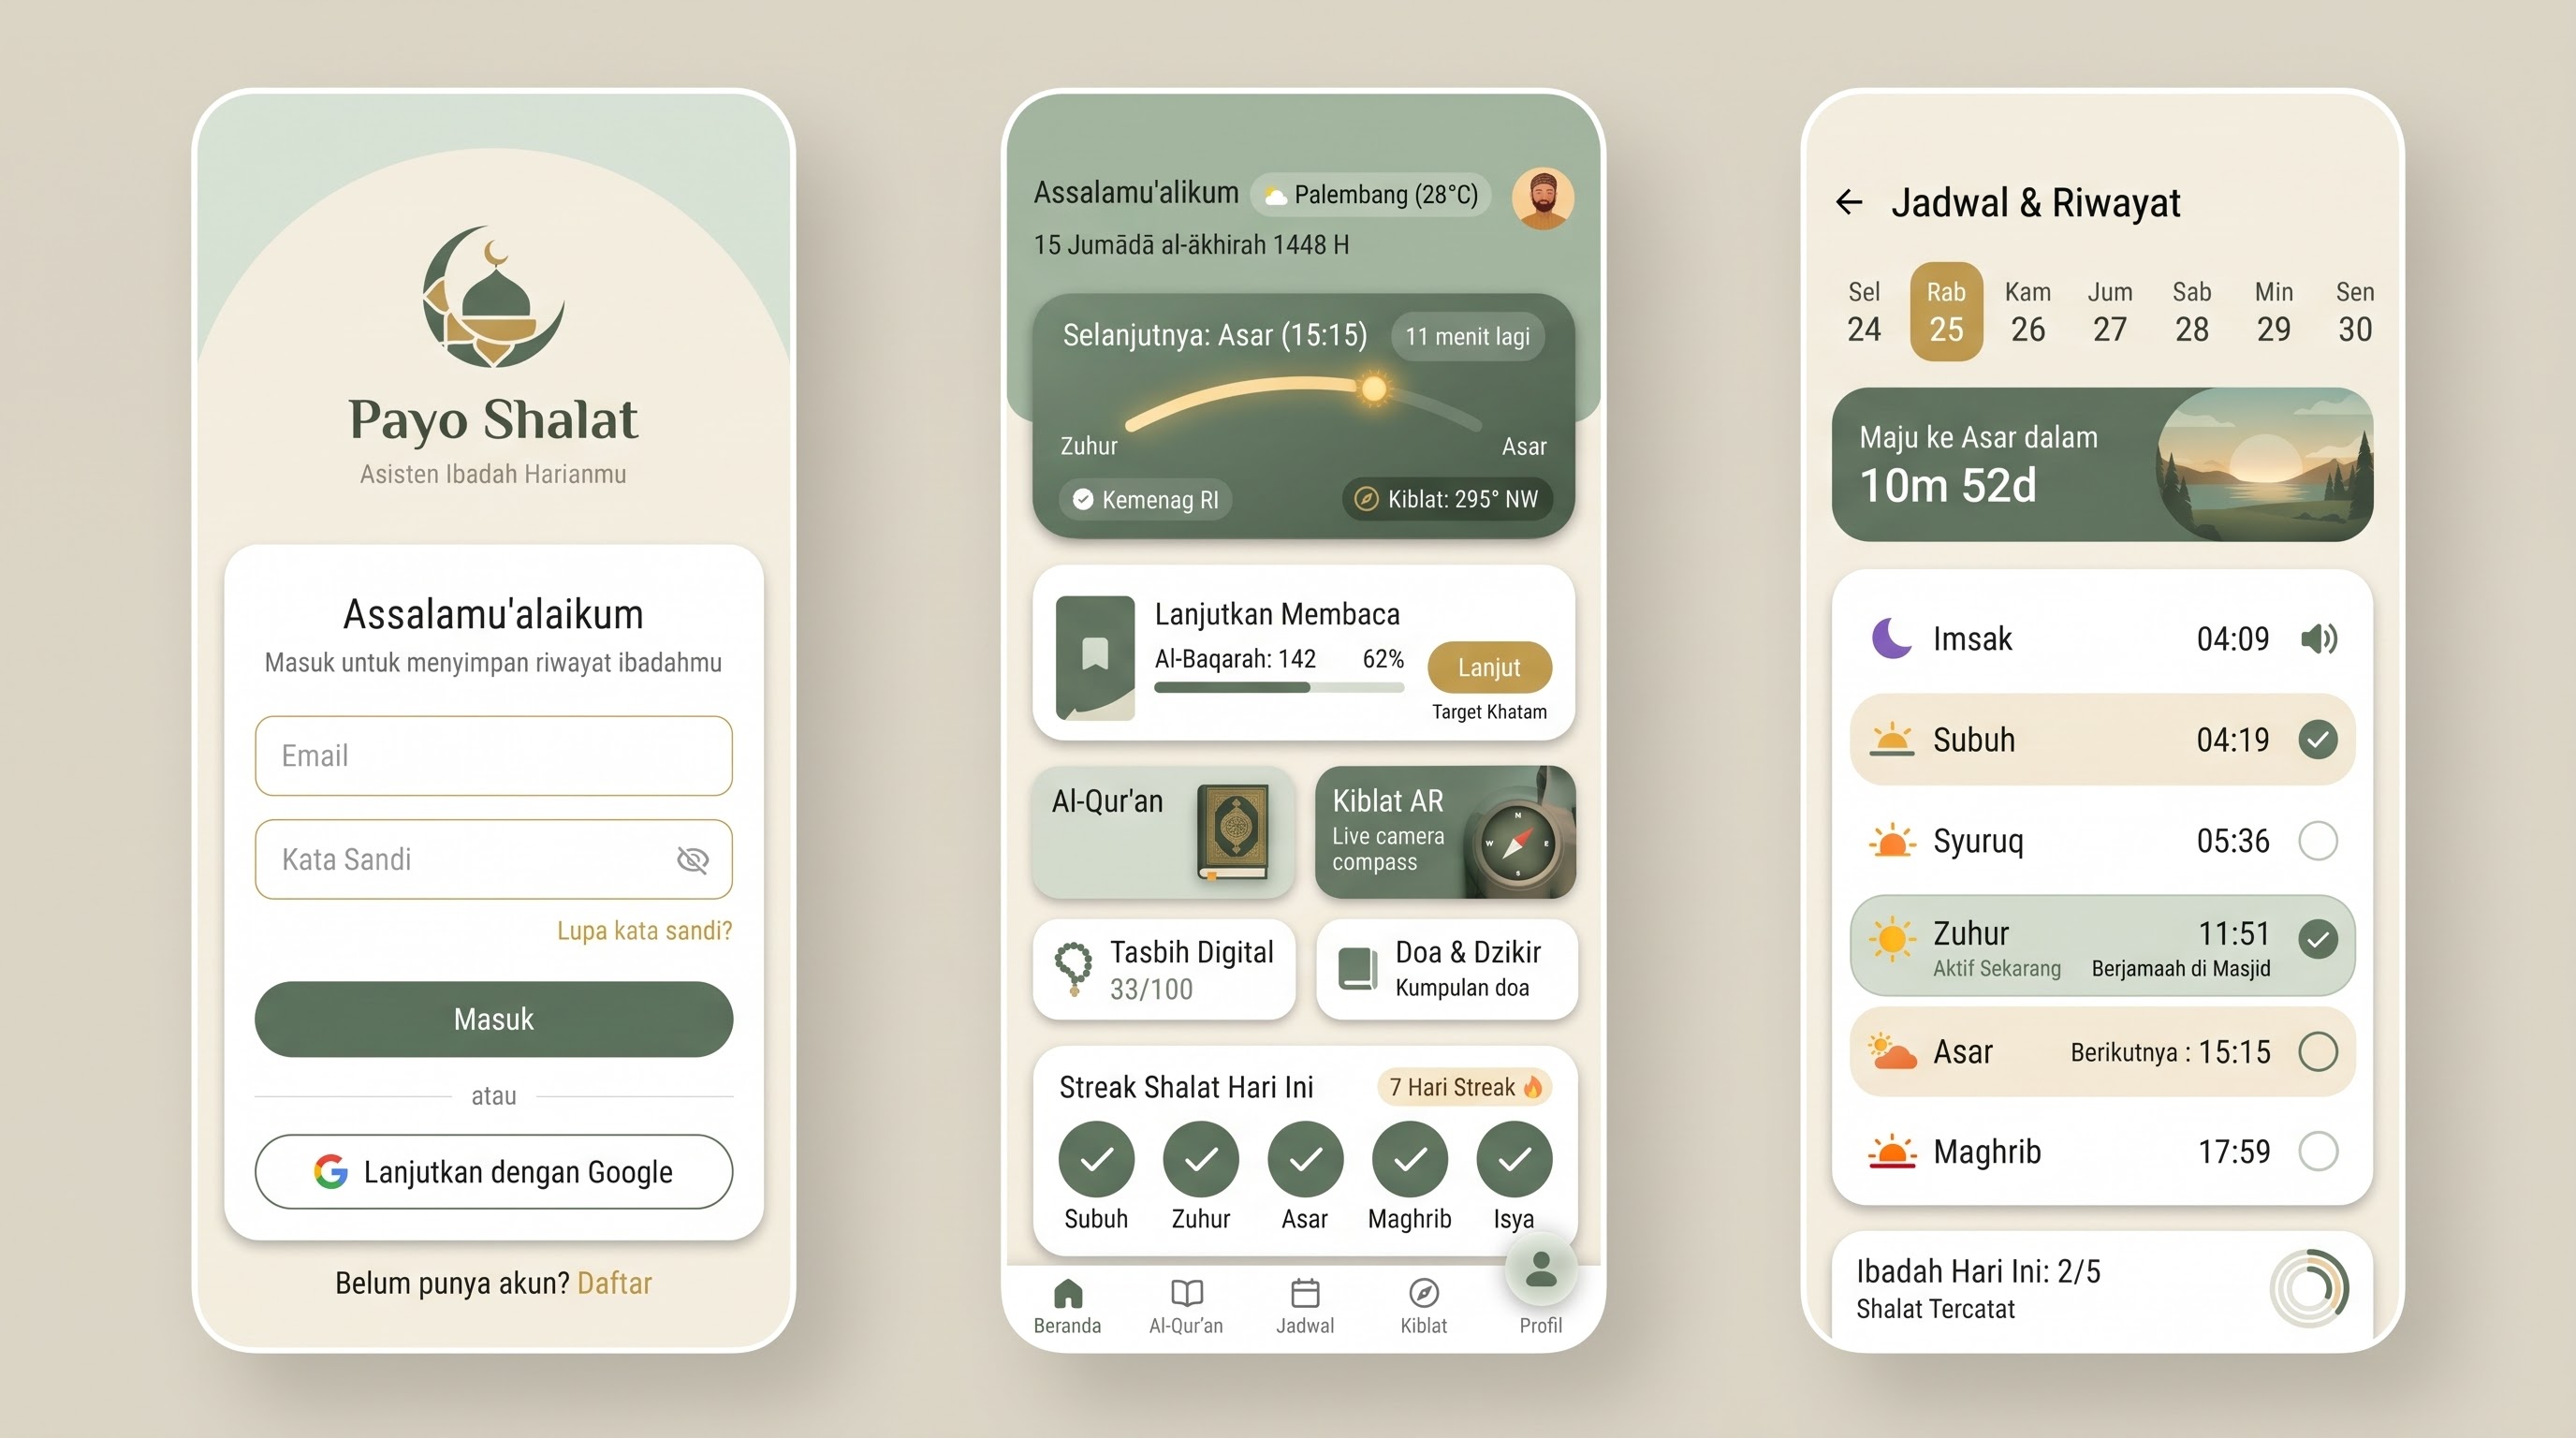 Payo Shalat
Asisten Ibadah Harianmu
Assalamu'alaikum
Masuk untuk menyimpan riwayat ibadahmu
Email
Kata Sandi
Lupa kata sandi?
Masuk
atau
Lanjutkan dengan Google
Belum punya akun? Daftar
Assalamu'alikum
Palembang (28°C)
15 Jumādā al-äkhirah 1448 H
Selanjutnya: Asar (15:15)
11 menit lagi
Zuhur
Asar
Kemenag RI
Kiblat: 295° NW
Lanjutkan Membaca
Al-Baqarah: 142
62%
Lanjut
Target Khatam
Al-Qur'an
Kiblat AR
Live camera
compass
N
W
E
S
Tasbih Digital
33/100
Doa & Dzikir
Kumpulan doa
Streak Shalat Hari Ini
7 Hari Streak
Subuh
Zuhur
Asar
Maghrib
Isya
Beranda
Al-Qur'an
Jadwal
Kiblat
Profil
Jadwal & Riwayat
Sel
24
Rab
25
Kam
26
Jum
27
Sab
28
Min
29
Sen
30
Maju ke Asar dalam
10m 52d
Imsak 04:09
Subuh 04:19
Syuruq 05:36
Zuhur 11:51
Aktif Sekarang Berjamaah di Masjid
Asar Berikutnya : 15:15
Maghrib 17:59
Ibadah Hari Ini: 2/5
Shalat Tercatat